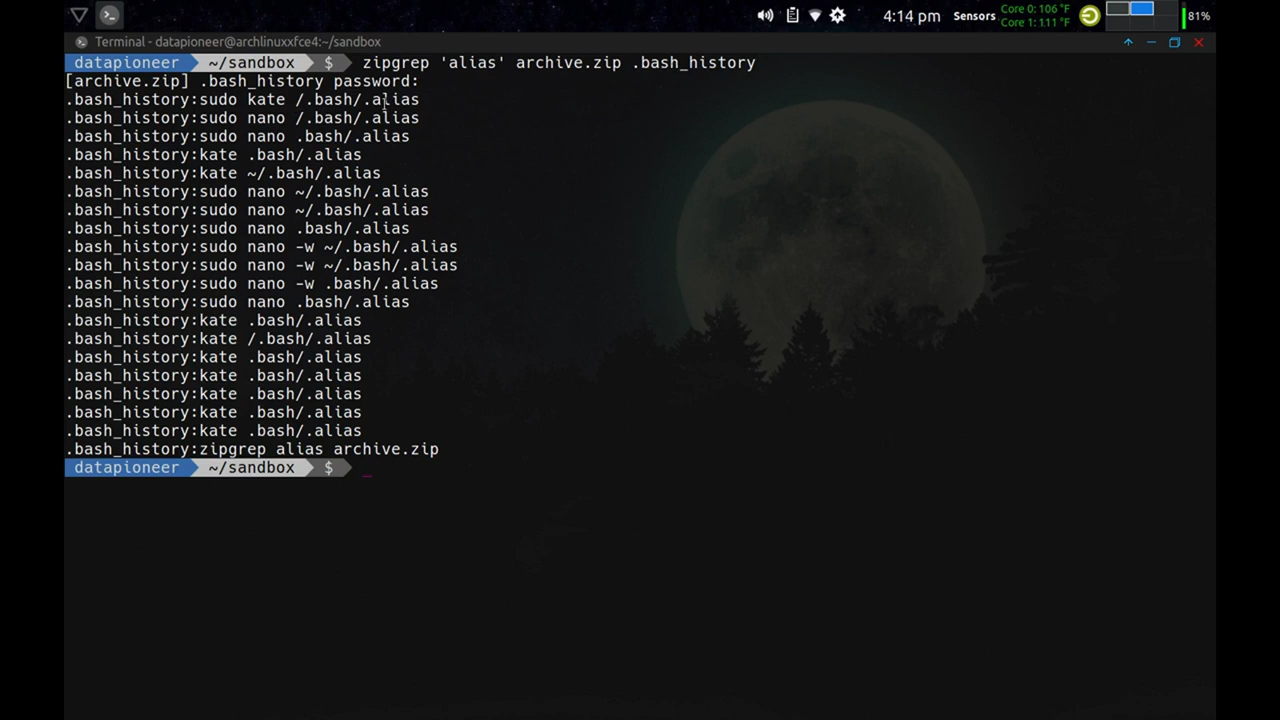 4:14 pm Sensors Core 0: 106 °F
Core 1: 111 °F
81%
Terminal - datapioneer@archlinuxxfce4:~/sandbox
datapioneer ~/sandbox $ zipgrep 'alias' archive.zip .bash_history
[archive.zip] .bash_history password:
.bash_history:sudo kate /.bash/.alias
.bash_history:sudo nano /.bash/.alias
.bash_history:sudo nano .bash/.alias
.bash_history:kate .bash/.alias
.bash_history:kate ~/.bash/.alias
.bash_history:sudo nano ~/.bash/.alias
.bash_history:sudo nano ~/.bash/.alias
.bash_history:sudo nano .bash/.alias
.bash_history:sudo nano -w ~/.bash/.alias
.bash_history:sudo nano -w ~/.bash/.alias
.bash_history:sudo nano -w .bash/.alias
.bash_history:sudo nano .bash/.alias
.bash_history:kate .bash/.alias
.bash_history:kate /.bash/.alias
.bash_history:kate .bash/.alias
.bash_history:kate .bash/.alias
.bash_history:kate .bash/.alias
.bash_history:kate .bash/.alias
.bash_history:kate .bash/.alias
.bash_history:zipgrep alias archive.zip
datapioneer ~/sandbox $